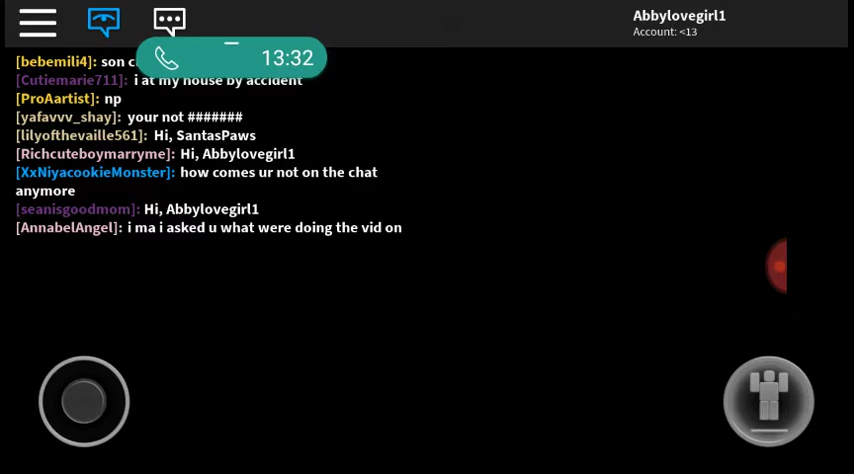 Abbylovegirl1
Account: <13
13:32
[bebemili4]: son
[Cutiemarie711]: i at my house by accident
[ProAartist]: np
[yafavvv_shay]: your not #######
[lilyofthevaille561]: Hi, SantasPaws
[Richcuteboymarryme]: Hi, Abbylovegirl1
[XxNiyacookieMonster]: how comes ur not on the chat
anymore
[seanisgoodmom]: Hi, Abbylovegirl1
[AnnabelAngel]: i ma i asked u what were doing the vid on